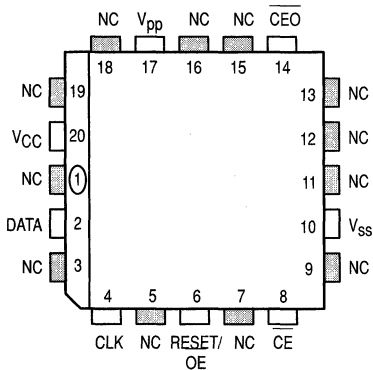 NC Vpp NC NC CEO
18 17 16 15 14
NC 19 13 NC
VCC 20 12 NC
NC 1 11 NC
DATA 2 10 Vss
NC 3 9 NC
4 5 6 7 8
CLK NC RESET/ NC CE
OE